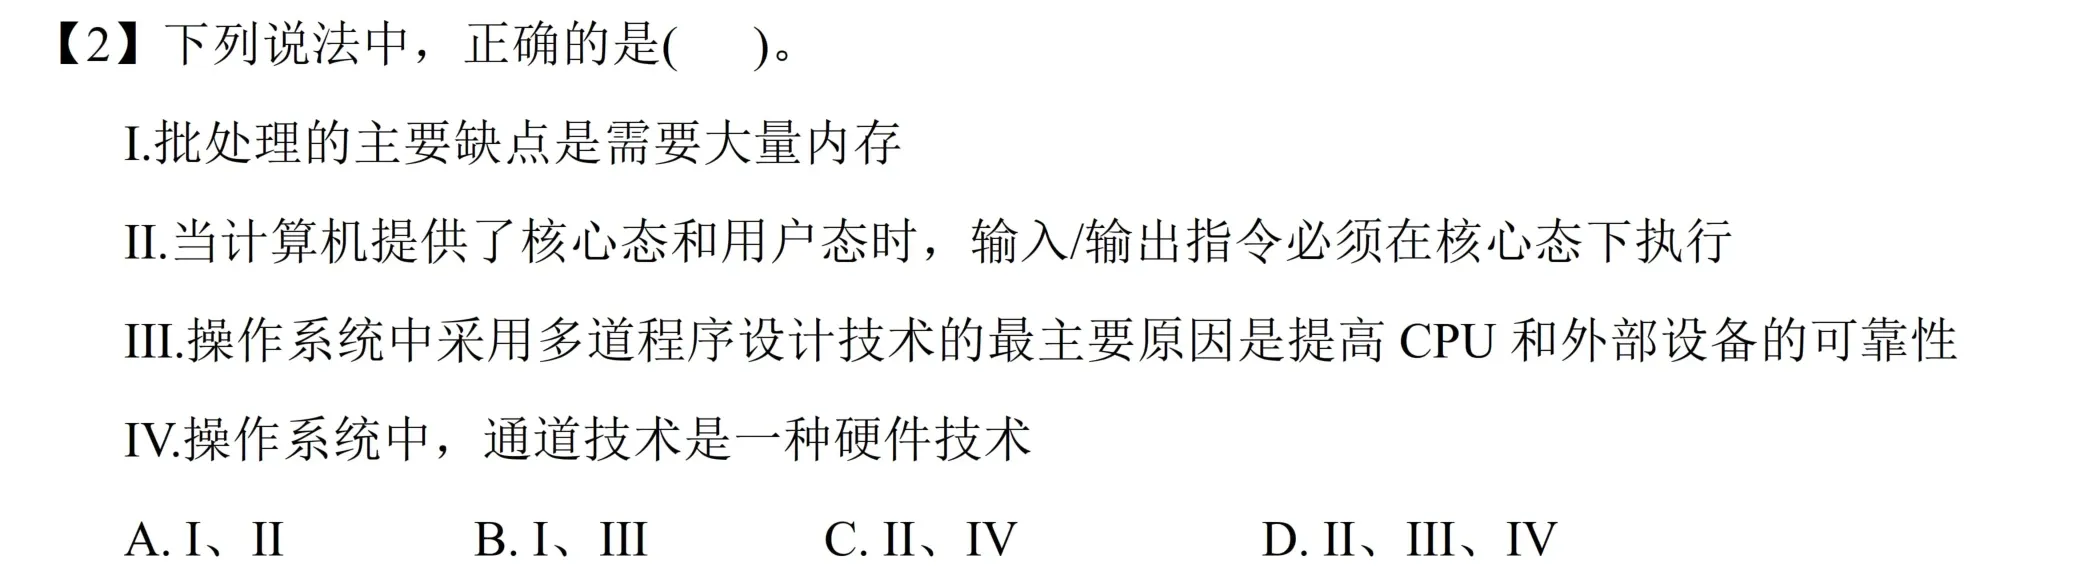 【2】下列说法中，正确的是(    )。
I.批处理的主要缺点是需要大量内存
II.当计算机提供了核心态和用户态时，输入/输出指令必须在核心态下执行
III.操作系统中采用多道程序设计技术的最主要原因是提高 CPU 和外部设备的可靠性
IV.操作系统中，通道技术是一种硬件技术
A. I、II    B. I、III    C. II、IV    D. II、III、IV